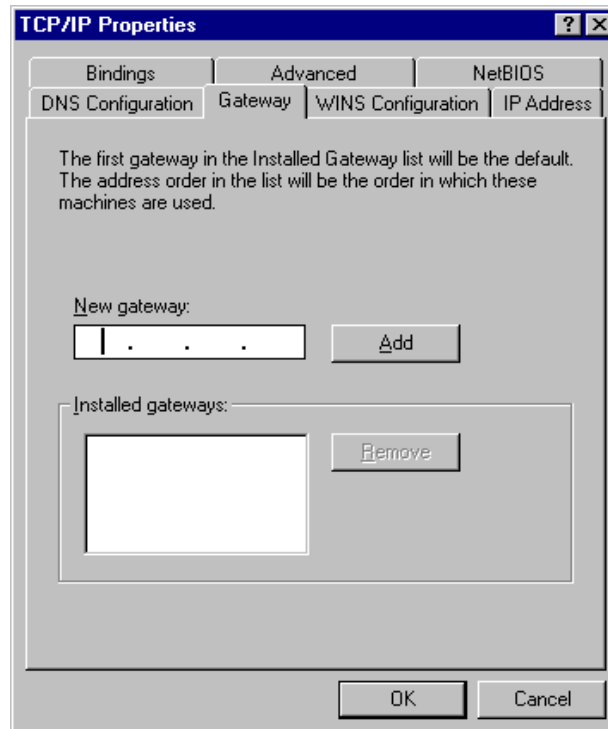 TCP/IP Properties
Bindings Advanced NetBIOS
DNS Configuration Gateway WINS Configuration IP Address
The first gateway in the Installed Gateway list will be the default.
The address order in the list will be the order in which these
machines are used.
New gateway:
. . .
Add
Installed gateways:
Remove
OK Cancel